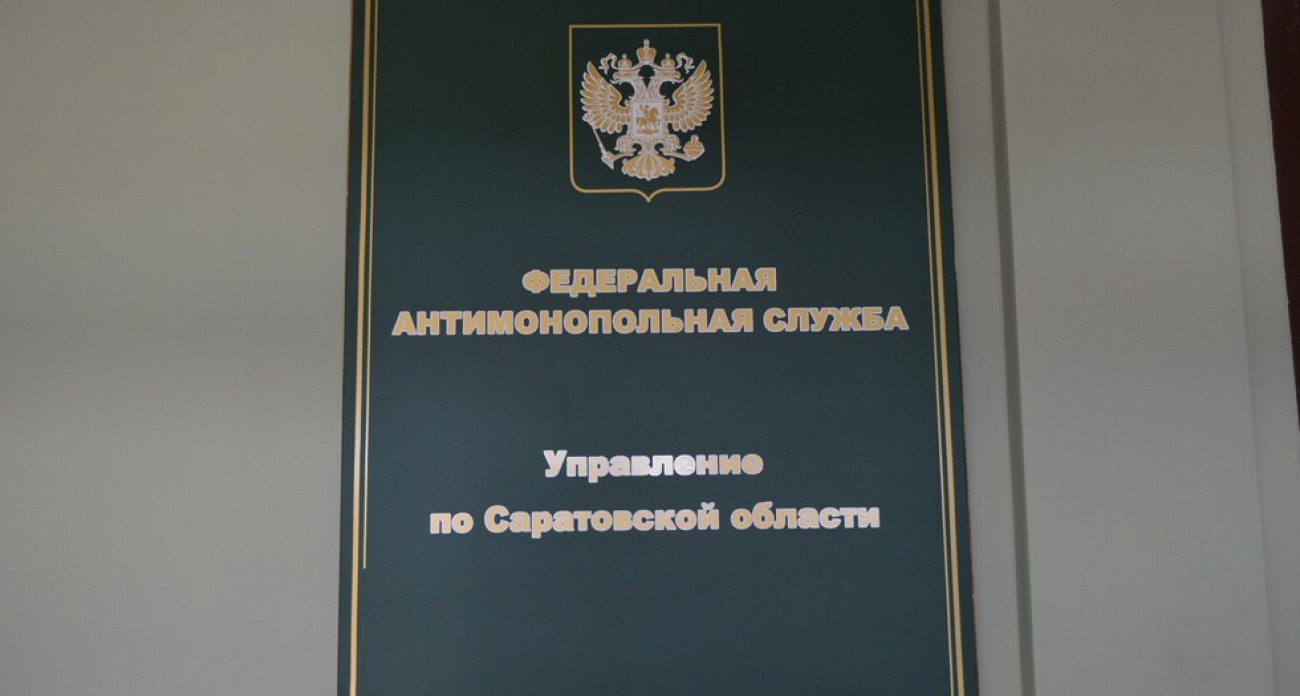 ФЕДЕРАЛЬНАЯ
АНТИМОНОПОЛЬНАЯ СЛУЖБА
Управление
по Саратовской области